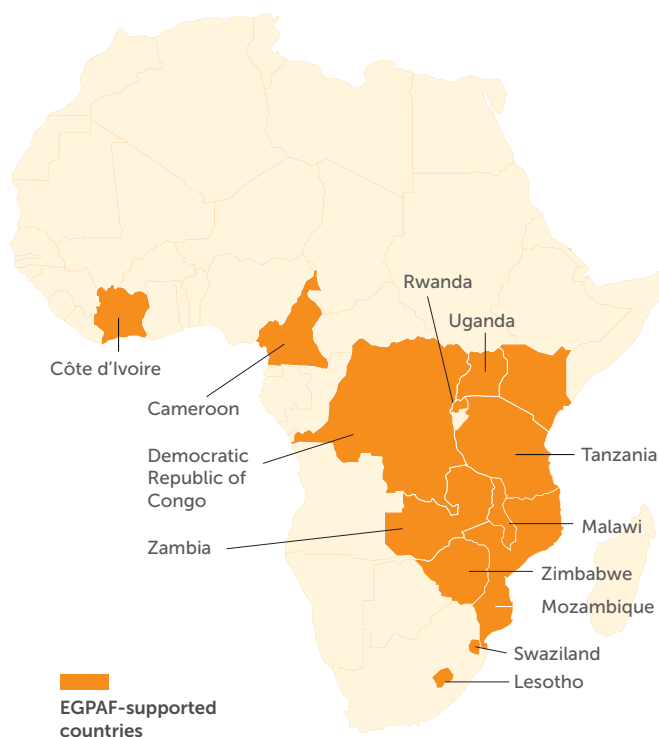 Rwanda
Uganda
Côte d’Ivoire
Cameroon
Democratic
Republic of
Congo
Tanzania
Malawi
Zambia
Zimbabwe
Mozambique
Swaziland
Lesotho
EGPAF-supported
countries